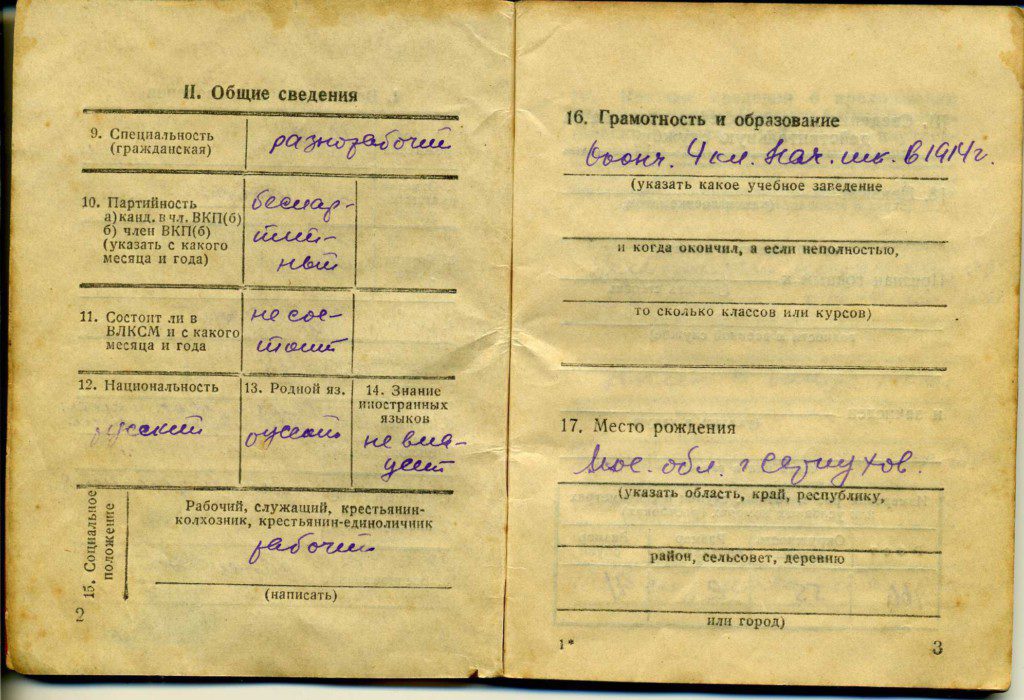 II. Общие сведения
9. Специальность
(гражданская)
разнорабочий
10. Партийность
а) канд. в чл. ВКП(б)
б) член ВКП(б)
(указать с какого
месяца и года)
беспар-
тий-
ный
11. Состоит ли в
ВЛКСМ и с какого
месяца и года
не сос-
тоит
12. Национальность
русский
13. Родной яз.
русский
14. Знание
иностранных
языков
не вла-
деет
15. Социальное
положение
Рабочий, служащий, крестьянин-
колхозник, крестьянин-единоличник
рабочий
(написать)
2
16. Грамотность и образование
Оконч. 4 кл. нач. шк. в 1914 г.
(указать какое учебное заведение
и когда окончил, а если неполностью,
то сколько классов или курсов)
17. Место рождения
Мос. обл. г Серпухов.
(указать область, край, республику,
район, сельсовет, деревню
или город)
1*
3